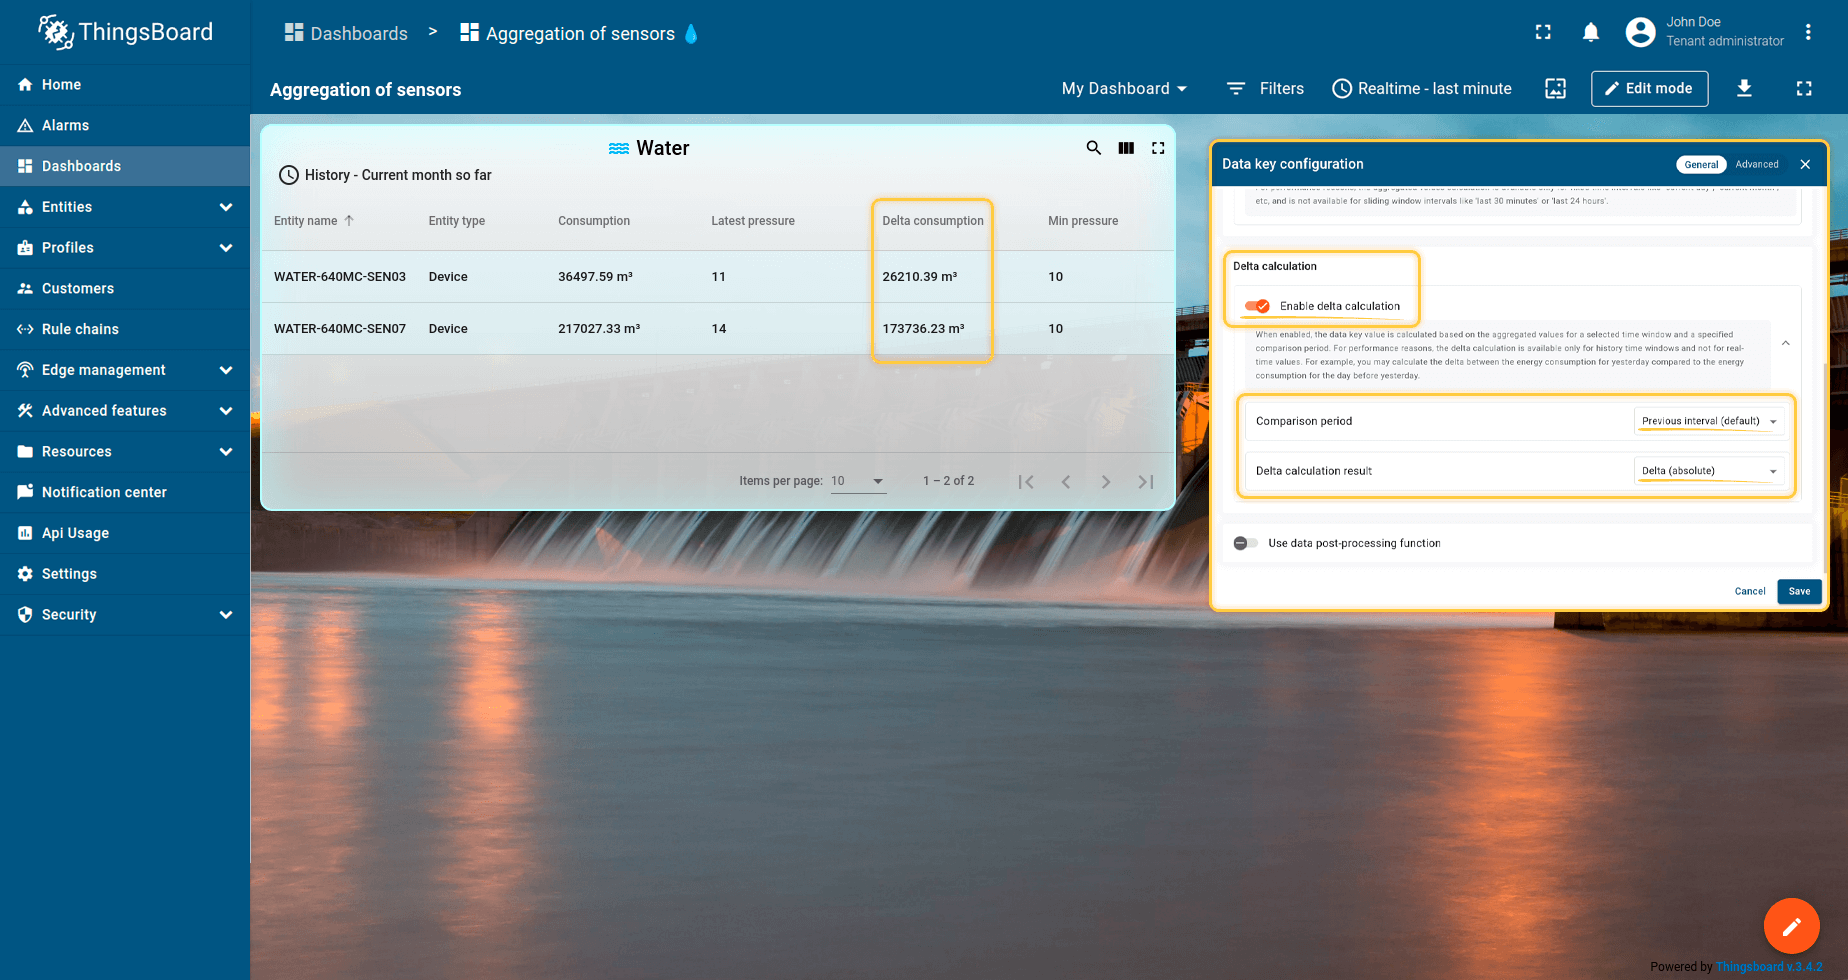 ThingsBoard
Dashboards > Aggregation of sensors
John Doe
Tenant administrator
Home
Alarms
Dashboards
Entities
Profiles
Customers
Rule chains
Edge management
Advanced features
Resources
Notification center
Api Usage
Settings
Security
Aggregation of sensors
My Dashboard
Filters
Realtime - last minute
Edit mode
Water
History - Current month so far
Entity name Entity type Consumption Latest pressure Delta consumption Min pressure
WATER-640MC-SEN03 Device 36497.59 m³ 11 26210.39 m³ 10
WATER-640MC-SEN07 Device 217027.33 m³ 14 173736.23 m³ 10
Items per page: 10 1 – 2 of 2
Data key configuration
General Advanced
etc, and is not available for sliding window intervals like 'last 30 minutes' or 'last 24 hours'.
Delta calculation
Enable delta calculation
When enabled, the data key value is calculated based on the aggregated values for a selected time window and a specified
comparison period. For performance reasons, the delta calculation is available only for history time windows and not for real-
time values. For example, you may calculate the delta between the energy consumption for yesterday compared to the energy
consumption for the day before yesterday.
Comparison period Previous interval (default)
Delta calculation result Delta (absolute)
Use data post-processing function
Cancel Save
Powered by Thingsboard v.3.4.2